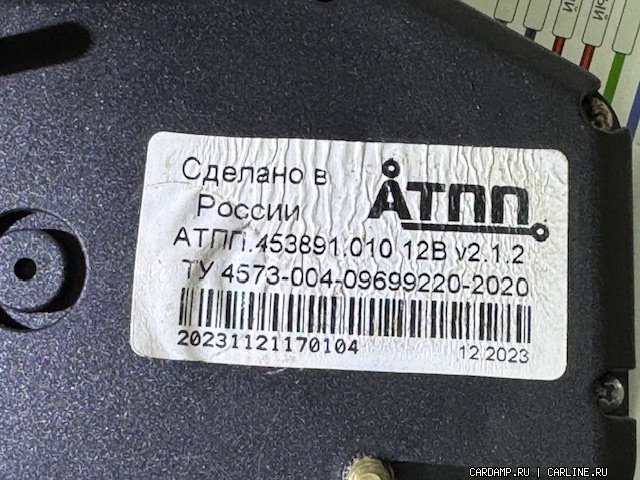 ЫЙ
Сделано в
России
АТПП
АТПП.453891.010 12В v2.1.2
ТУ 4573-004-09699220-2020
20231121170104
12.2023
CARDAMP.RU | CARLINE.RU